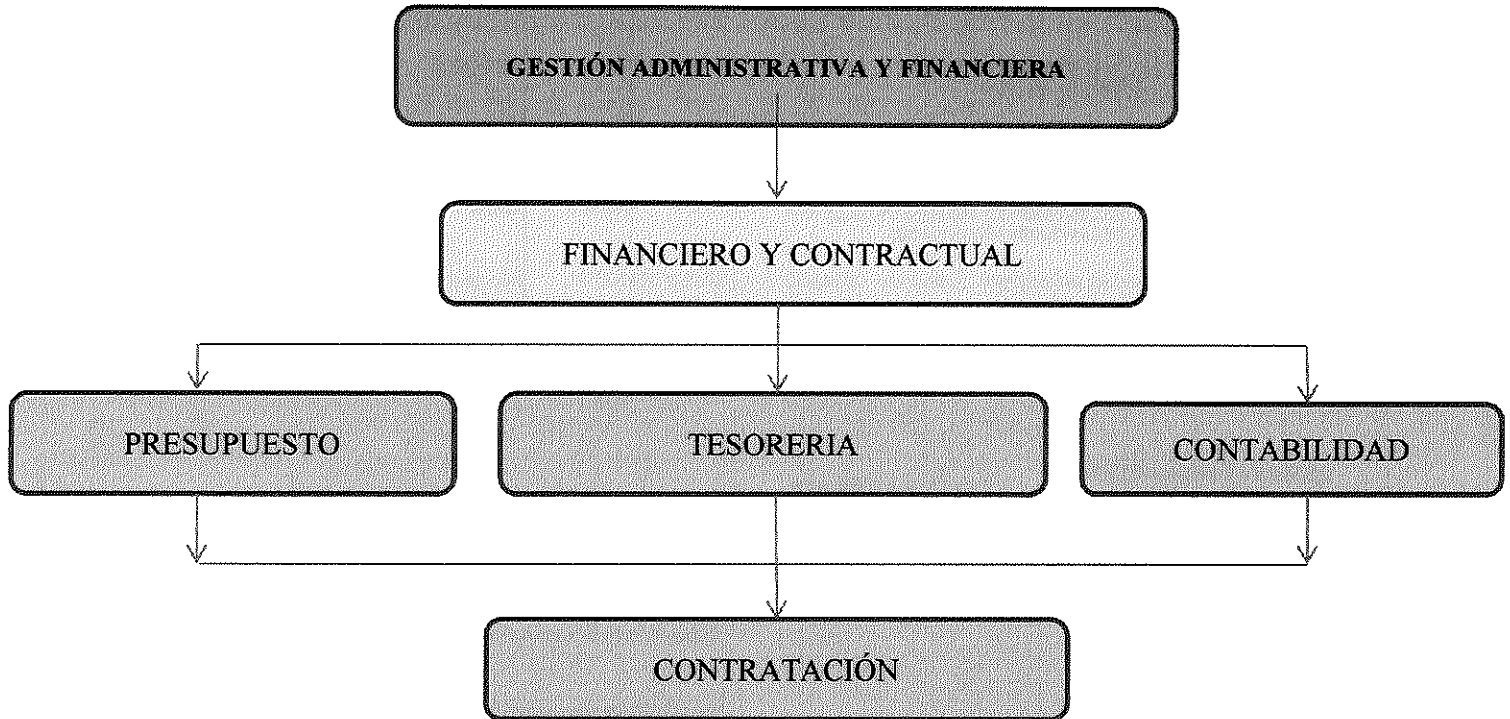 GESTIÓN ADMINISTRATIVA Y FINANCIERA
FINANCIERO Y CONTRACTUAL
PRESUPUESTO
TESORERIA
CONTABILIDAD
CONTRATACIÓN